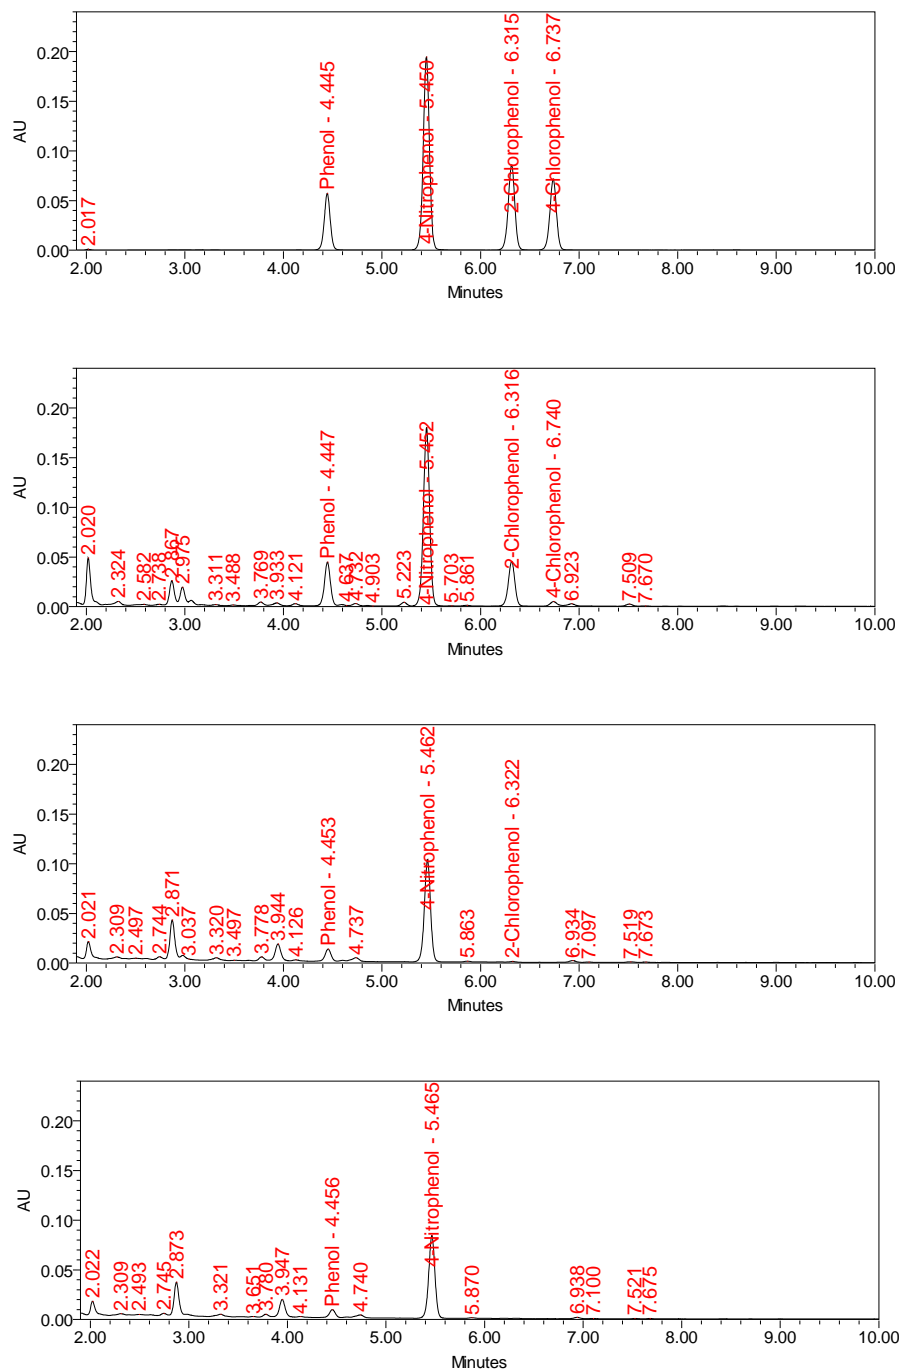 0.20
0.15
0.10
0.05
0.00
AU
2.017
Phenol - 4.445
4-Nitrophenol - 5.450
2-Chlorophenol - 6.315
4-Chlorophenol - 6.737
2.00 3.00 4.00 5.00 6.00 7.00 8.00 9.00 10.00
Minutes
0.20
0.15
0.10
0.05
0.00
AU
2.020
2.324
2.582
2.738
2.867
2.975
3.311
3.488
3.769
3.933
4.121
Phenol - 4.447
4.637
4.732
4.903
5.223
4-Nitrophenol - 5.452
5.703
5.861
2-Chlorophenol - 6.316
4-Chlorophenol - 6.740
6.923
7.509
7.670
2.00 3.00 4.00 5.00 6.00 7.00 8.00 9.00 10.00
Minutes
0.20
0.15
0.10
0.05
0.00
AU
2.021
2.309
2.497
2.744
2.871
3.037
3.320
3.497
3.778
3.944
4.126
Phenol - 4.453
4.737
4-Nitrophenol - 5.462
5.863
2-Chlorophenol - 6.322
6.934
7.097
7.519
7.673
2.00 3.00 4.00 5.00 6.00 7.00 8.00 9.00 10.00
Minutes
0.20
0.15
0.10
0.05
0.00
AU
2.022
2.309
2.493
2.745
2.873
3.321
3.651
3.780
3.947
4.131
Phenol - 4.456
4.740
4-Nitrophenol - 5.465
5.870
6.938
7.100
7.521
7.675
2.00 3.00 4.00 5.00 6.00 7.00 8.00 9.00 10.00
Minutes